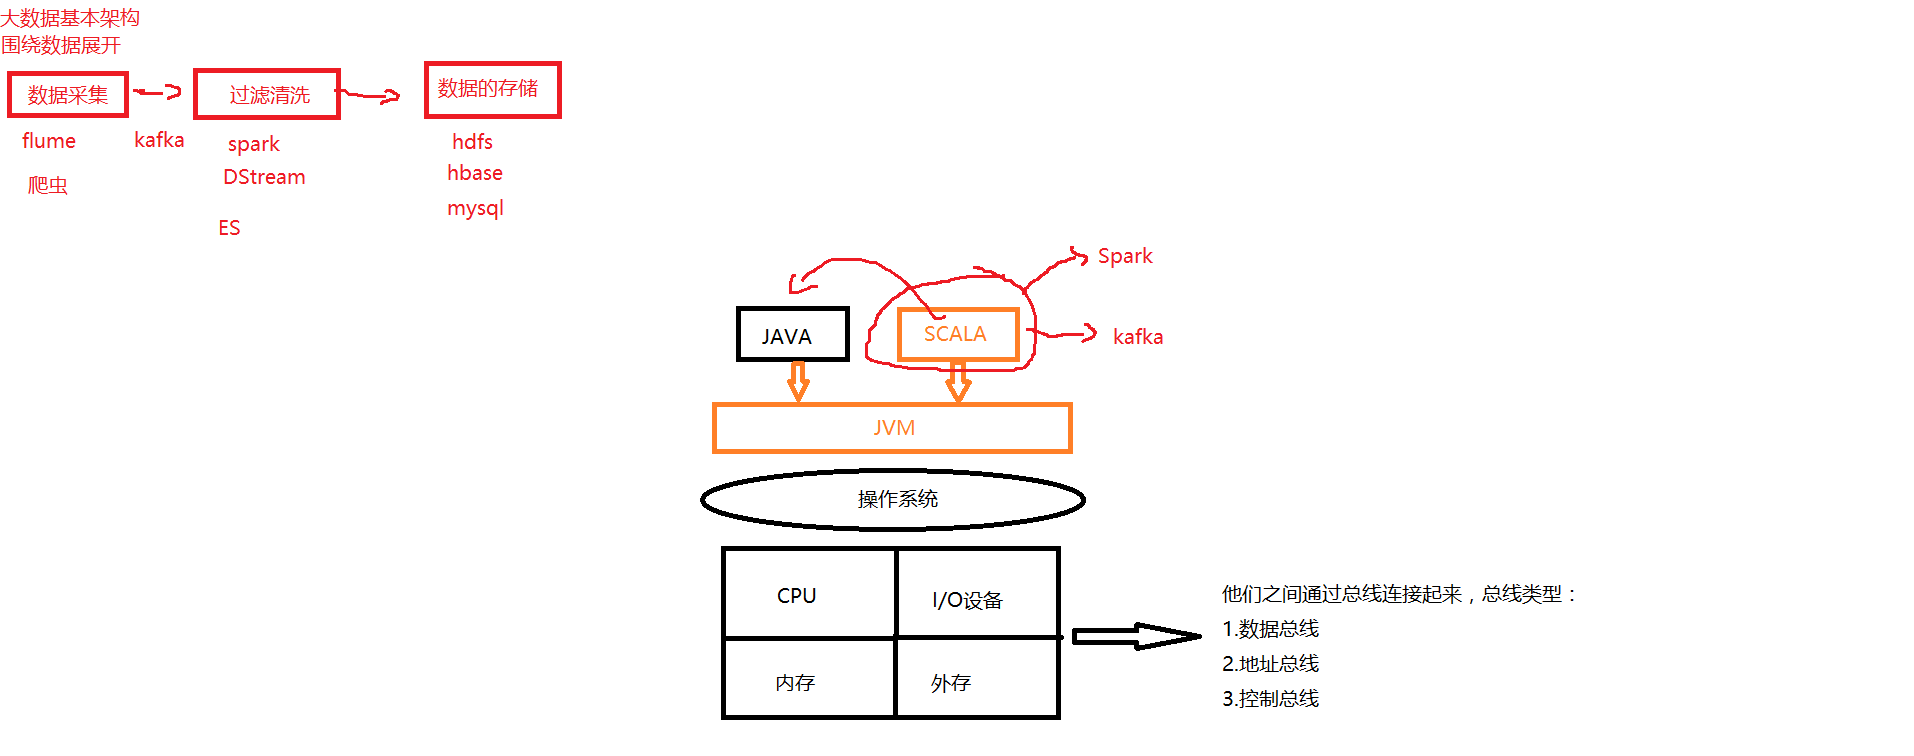 大数据基本架构
围绕数据展开
数据采集
过滤清洗
数据的存储
flume
kafka
spark
hdfs
爬虫
DStream
hbase
ES
mysql
Spark
JAVA
SCALA
kafka
JVM
操作系统
CPU
I/O设备
内存
外存
他们之间通过总线连接起来，总线类型：
1.数据总线
2.地址总线
3.控制总线